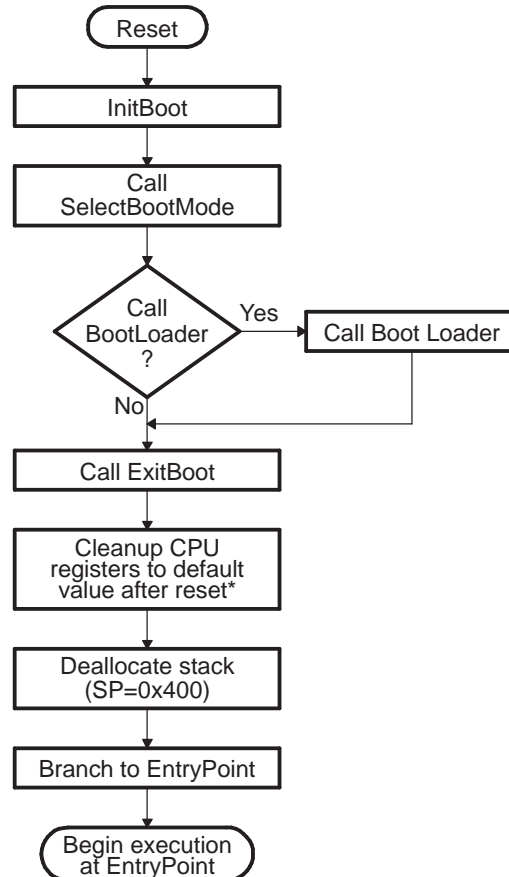 Reset
InitBoot
Call
SelectBootMode
Call
BootLoader
?
Yes
Call Boot Loader
No
Call ExitBoot
Cleanup CPU
registers to default
value after reset*
Deallocate stack
(SP=0x400)
Branch to EntryPoint
Begin execution
at EntryPoint